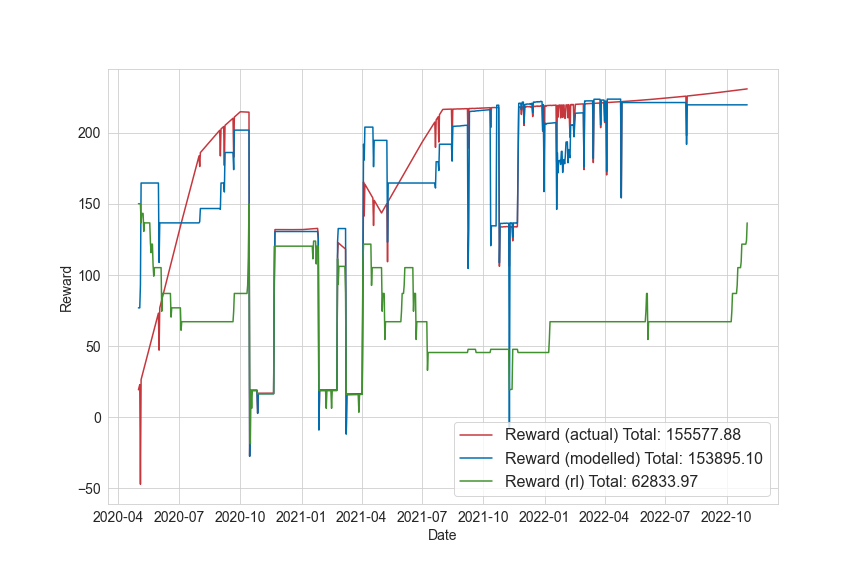 Reward
200
150
100
50
0
−50
2020-04 2020-07 2020-10 2021-01 2021-04 2021-07 2021-10 2022-01 2022-04 2022-07 2022-10
Date
Reward (actual) Total: 155577.88
Reward (modelled) Total: 153895.10
Reward (rl) Total: 62833.97